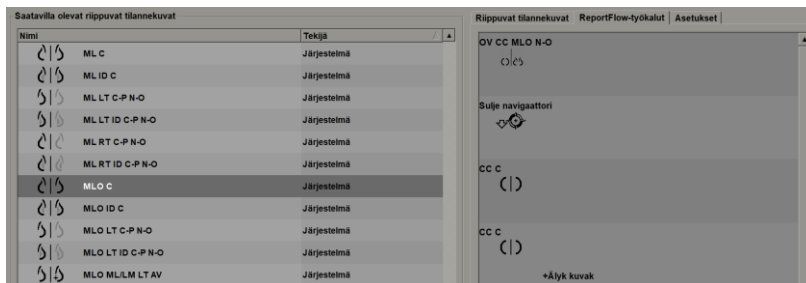 Saatavilla olevat riippuvat tilannekuvat
Nimi Tekijä
ML C Järjestelmä
ML ID C Järjestelmä
ML LT C-P N-O Järjestelmä
ML LT ID C-P N-O Järjestelmä
ML RT C-P N-O Järjestelmä
ML RT ID C-P N-O Järjestelmä
MLO C Järjestelmä
MLO ID C Järjestelmä
MLO LT C-P N-O Järjestelmä
MLO LT ID C-P N-O Järjestelmä
MLO ML/LM LT AV Järjestelmä
Riippuvat tilannekuvat ReportFlow-työkalut Asetukset
OV CC MLO N-O
Sulje navigaattori
CC C
CC C
+Älyk kuvak